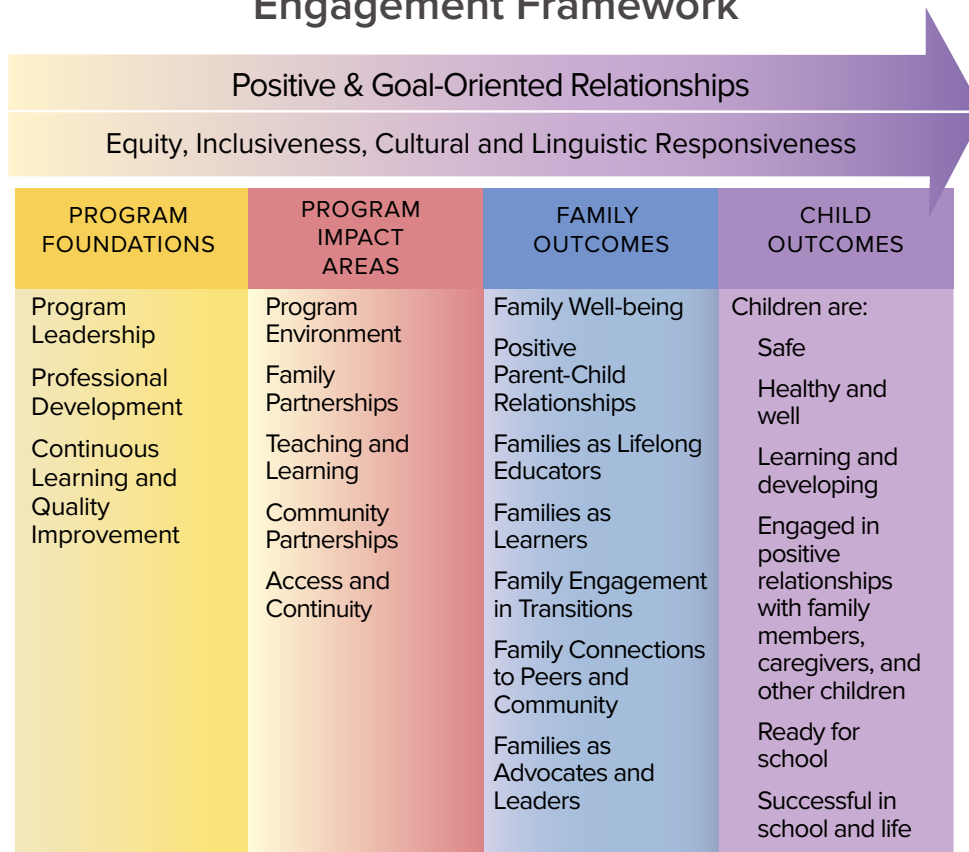 Engagement Framework
Positive & Goal-Oriented Relationships
Equity, Inclusiveness, Cultural and Linguistic Responsiveness
PROGRAM
FOUNDATIONS
Program
Leadership
Professional
Development
Continuous
Learning and
Quality
Improvement
PROGRAM
IMPACT
AREAS
Program
Environment
Family
Partnerships
Teaching and
Learning
Community
Partnerships
Access and
Continuity
FAMILY
OUTCOMES
Family Well-being
Positive
Parent-Child
Relationships
Families as Lifelong
Educators
Families as
Learners
Family Engagement
in Transitions
Family Connections
to Peers and
Community
Families as
Advocates and
Leaders
CHILD
OUTCOMES
Children are:
Safe
Healthy and
well
Learning and
developing
Engaged in
positive
relationships
with family
members,
caregivers, and
other children
Ready for
school
Successful in
school and life